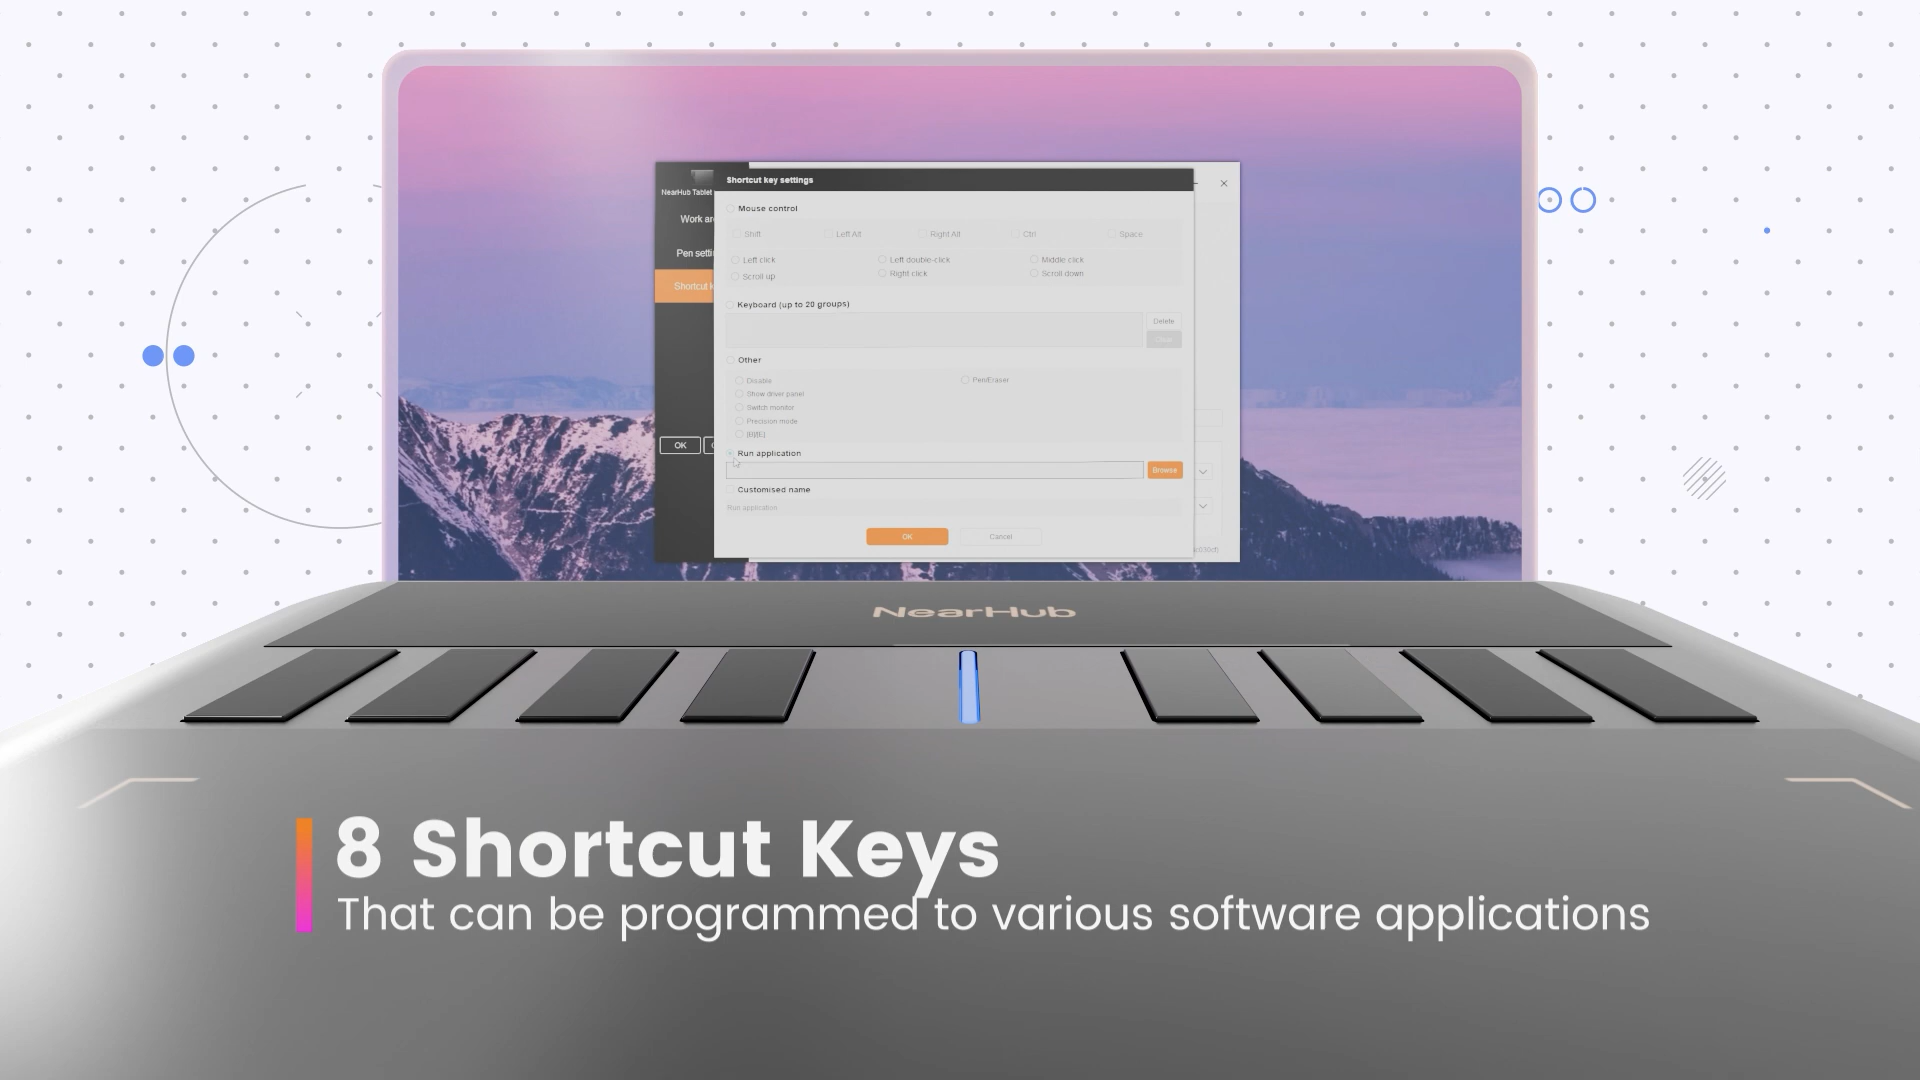 Shortcut key settings
NearHub Tablet
Mouse control
Work are
Shift Left Alt Right Alt Ctrl Space
Pen settin
Left click Left double-click Middle click
Scroll up Right click Scroll down
Shortcut k
Keyboard (up to 20 groups)
Delete
Clear
Other
Disable Pen/Eraser
Show driver panel
Switch monitor
Precision mode
[B]/[E]
OK
Run application
Browse
Customised name
Run application
OK Cancel
NearHub
8 Shortcut Keys
That can be programmed to various software applications